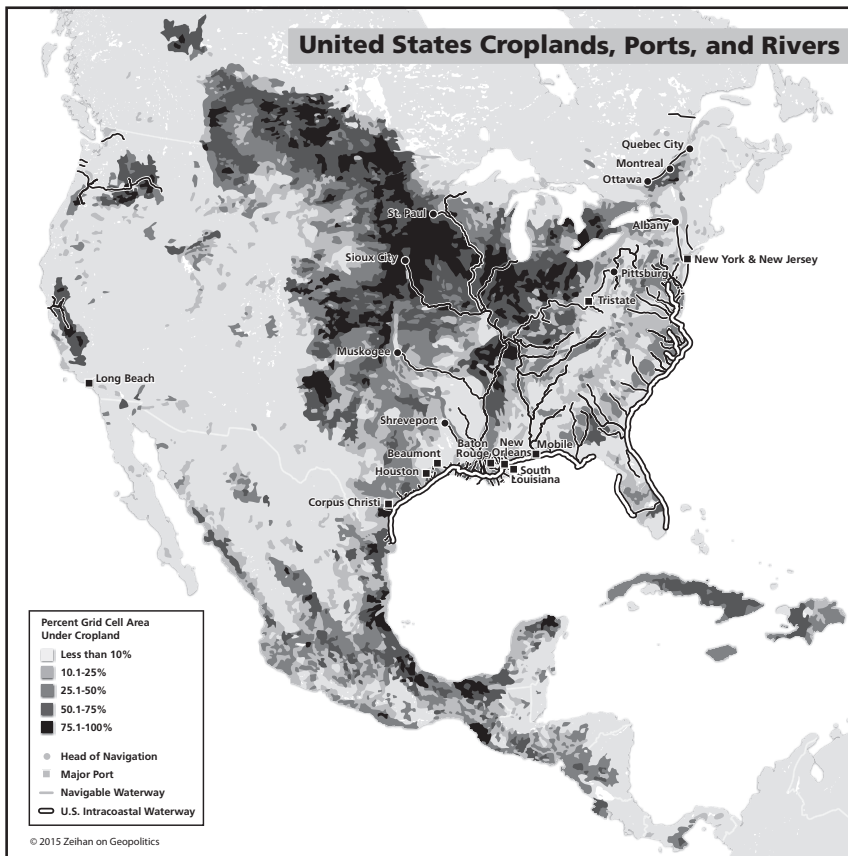 United States Croplands, Ports, and Rivers
Quebec City
Montreal
Ottawa
St. Paul
Albany
Sioux City
New York & New Jersey
Pittsburg
Tristate
Muskogee
Long Beach
Shreveport
Baton
Rouge
New
Orleans
Mobile
Beaumont
Houston
South
Louisiana
Corpus Christi
Percent Grid Cell Area
Under Cropland
Less than 10%
10.1-25%
25.1-50%
50.1-75%
75.1-100%
Head of Navigation
Major Port
Navigable Waterway
U.S. Intracoastal Waterway
© 2015 Zeihan on Geopolitics